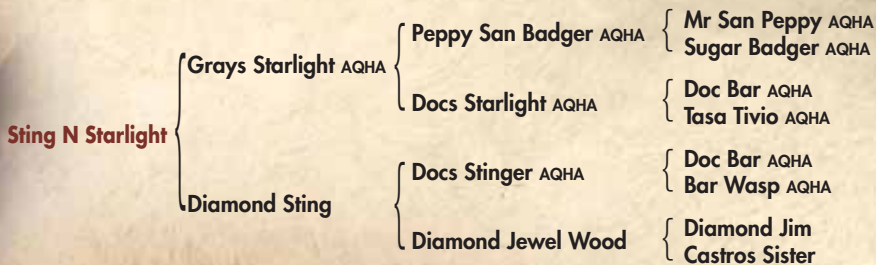 Sting N Starlight
Grays Starlight AQHA
Diamond Sting
Peppy San Badger AQHA
Docs Starlight AQHA
Docs Stinger AQHA
Diamond Jewel Wood
Mr San Peppy AQHA
Sugar Badger AQHA
Doc Bar AQHA
Tasa Tivio AQHA
Doc Bar AQHA
Bar Wasp AQHA
Diamond Jim
Castros Sister